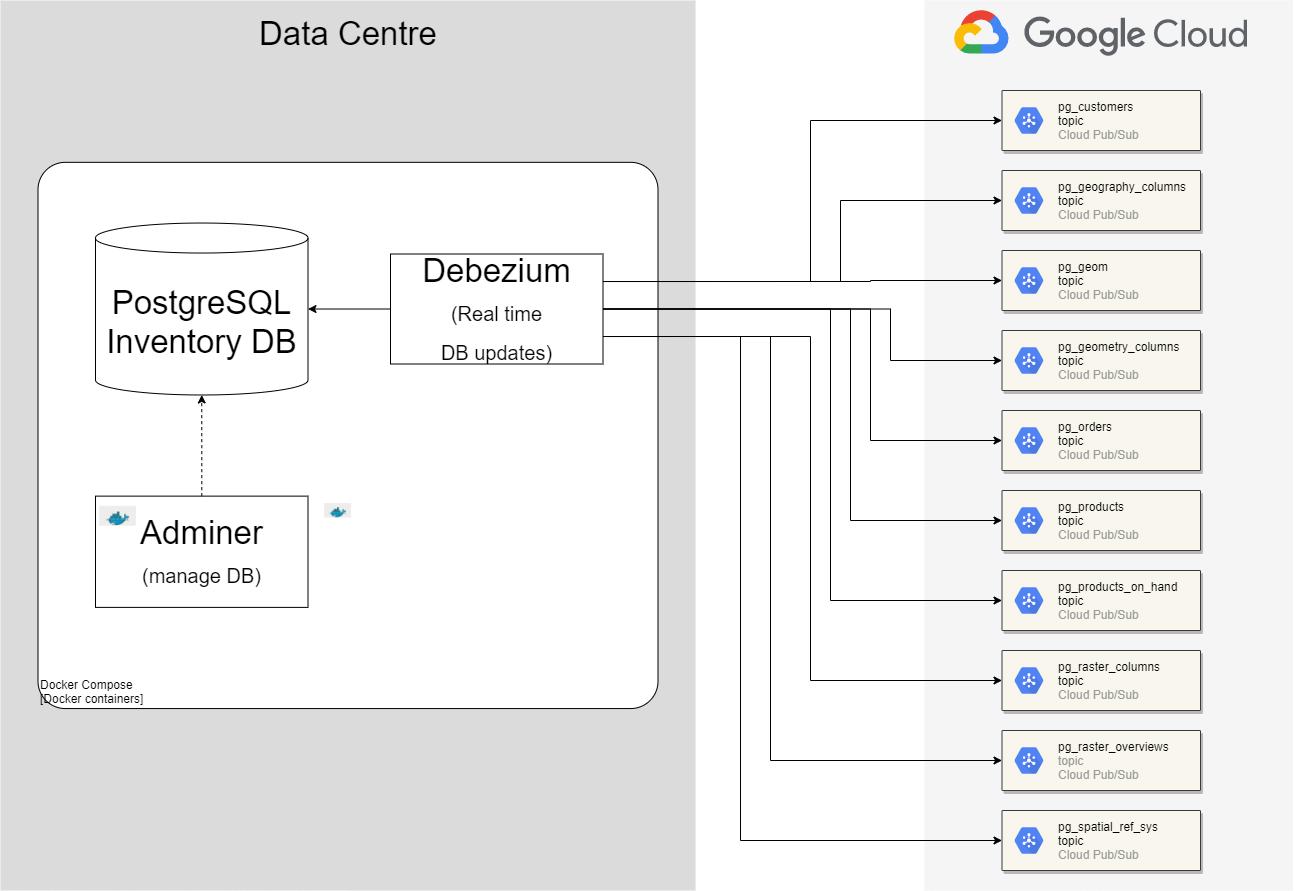 Data Centre
Google Cloud
PostgreSQL
Inventory DB
Debezium
(Real time
DB updates)
Adminer
(manage DB)
Docker Compose
[Docker containers]
pg_customers
topic
Cloud Pub/Sub
pg_geography_columns
topic
Cloud Pub/Sub
pg_geom
topic
Cloud Pub/Sub
pg_geometry_columns
topic
Cloud Pub/Sub
pg_orders
topic
Cloud Pub/Sub
pg_products
topic
Cloud Pub/Sub
pg_products_on_hand
topic
Cloud Pub/Sub
pg_raster_columns
topic
Cloud Pub/Sub
pg_raster_overviews
topic
Cloud Pub/Sub
pg_spatial_ref_sys
topic
Cloud Pub/Sub